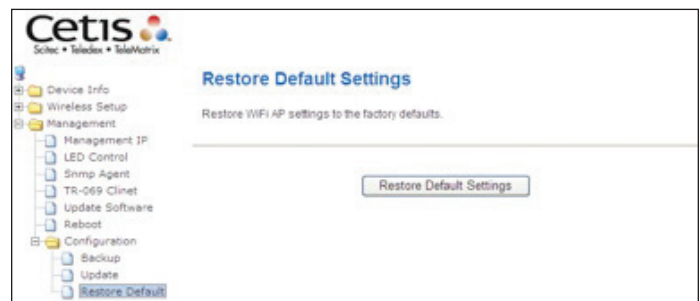 Cetis
Scitec • Teledex • TeleMatrix
Device Info
Wireless Setup
Management
Management IP
LED Control
Snmp Agent
TR-069 Clinet
Update Software
Reboot
Configuration
Backup
Update
Restore Default
Restore Default Settings
Restore WiFi AP settings to the factory defaults.
Restore Default Settings